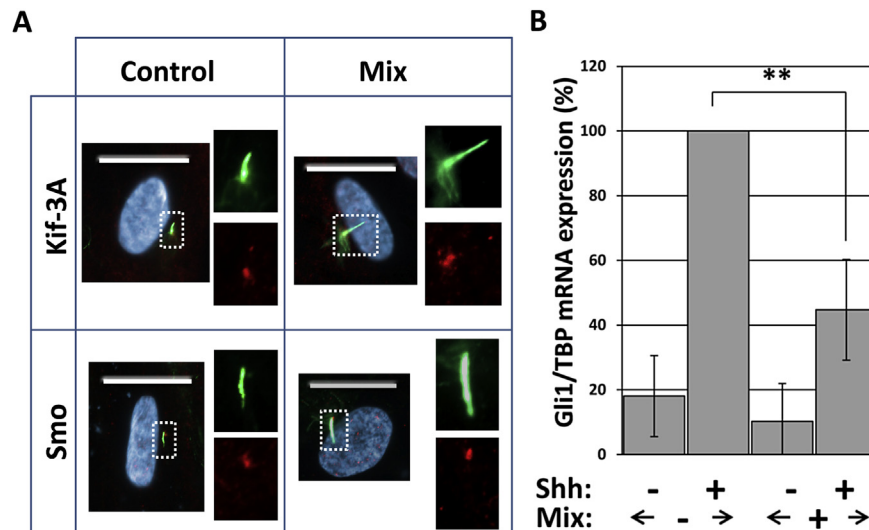 A
Control Mix
Kif-3A
Smo
B
Gli1/TBP mRNA expression (%)
120
100
80
60
40
20
0
**
Shh: - + - +
Mix: ← - → ← + →